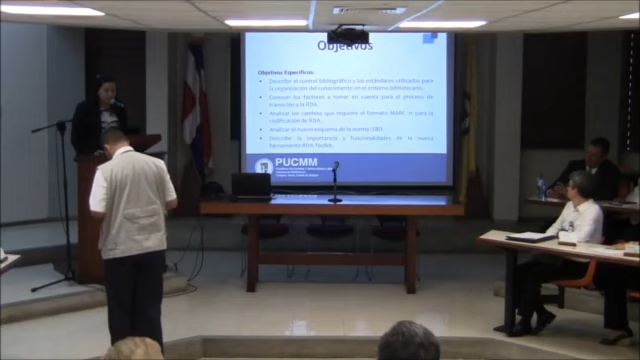 Objetivos
Objetivos Específicos:
Describir el control bibliográfico y los estándares utilizados para
la organización del conocimiento en el entorno bibliotecario.
Conocer los factores a tomar en cuenta para el proceso de
transición a la RDA.
Analizar los cambios que requiere el formato MARC 21 para la
codificación de RDA.
Analizar el nuevo esquema de la norma ISBD.
Describir la importancia y funcionalidades de la nueva
herramienta RDA Toolkit.
PUCMM